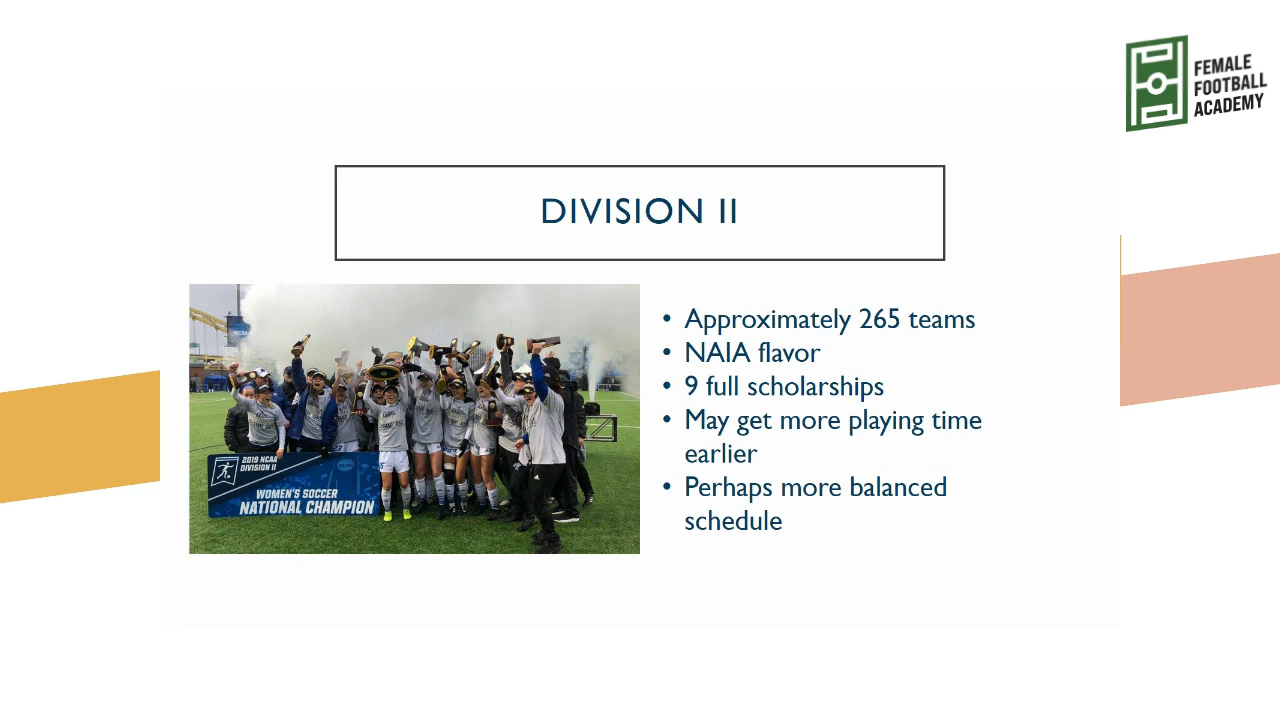 FEMALE
FOOTBALL
ACADEMY
DIVISION II
• Approximately 265 teams
• NAIA flavor
• 9 full scholarships
• May get more playing time
earlier
• Perhaps more balanced
schedule
2019 NCAA
DIVISION II
WOMEN'S SOCCER
NATIONAL CHAMPION